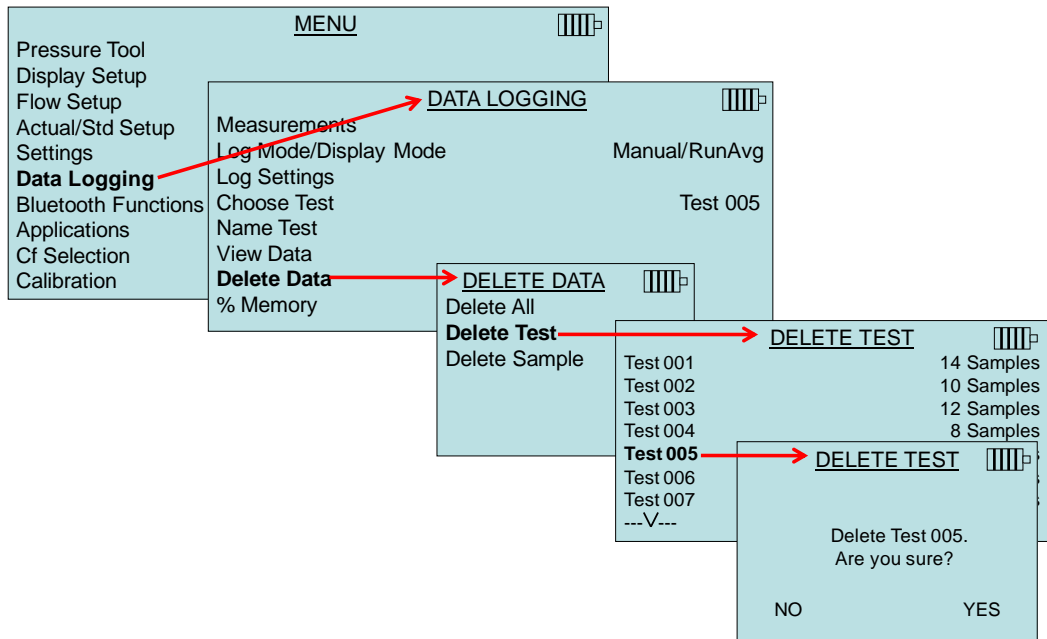 MENU
Pressure Tool
Display Setup
Flow Setup
Actual/Std Setup
Settings
Data Logging
Bluetooth Functions
Applications
Cf Selection
Calibration
DATA LOGGING
Measurements
Log Mode/Display Mode Manual/RunAvg
Log Settings
Choose Test Test 005
Name Test
View Data
Delete Data
% Memory
DELETE DATA
Delete All
Delete Test
Delete Sample
DELETE TEST
Test 001 14 Samples
Test 002 10 Samples
Test 003 12 Samples
Test 004 8 Samples
Test 005
Test 006
Test 007
---V---
DELETE TEST
Delete Test 005.
Are you sure?
NO YES